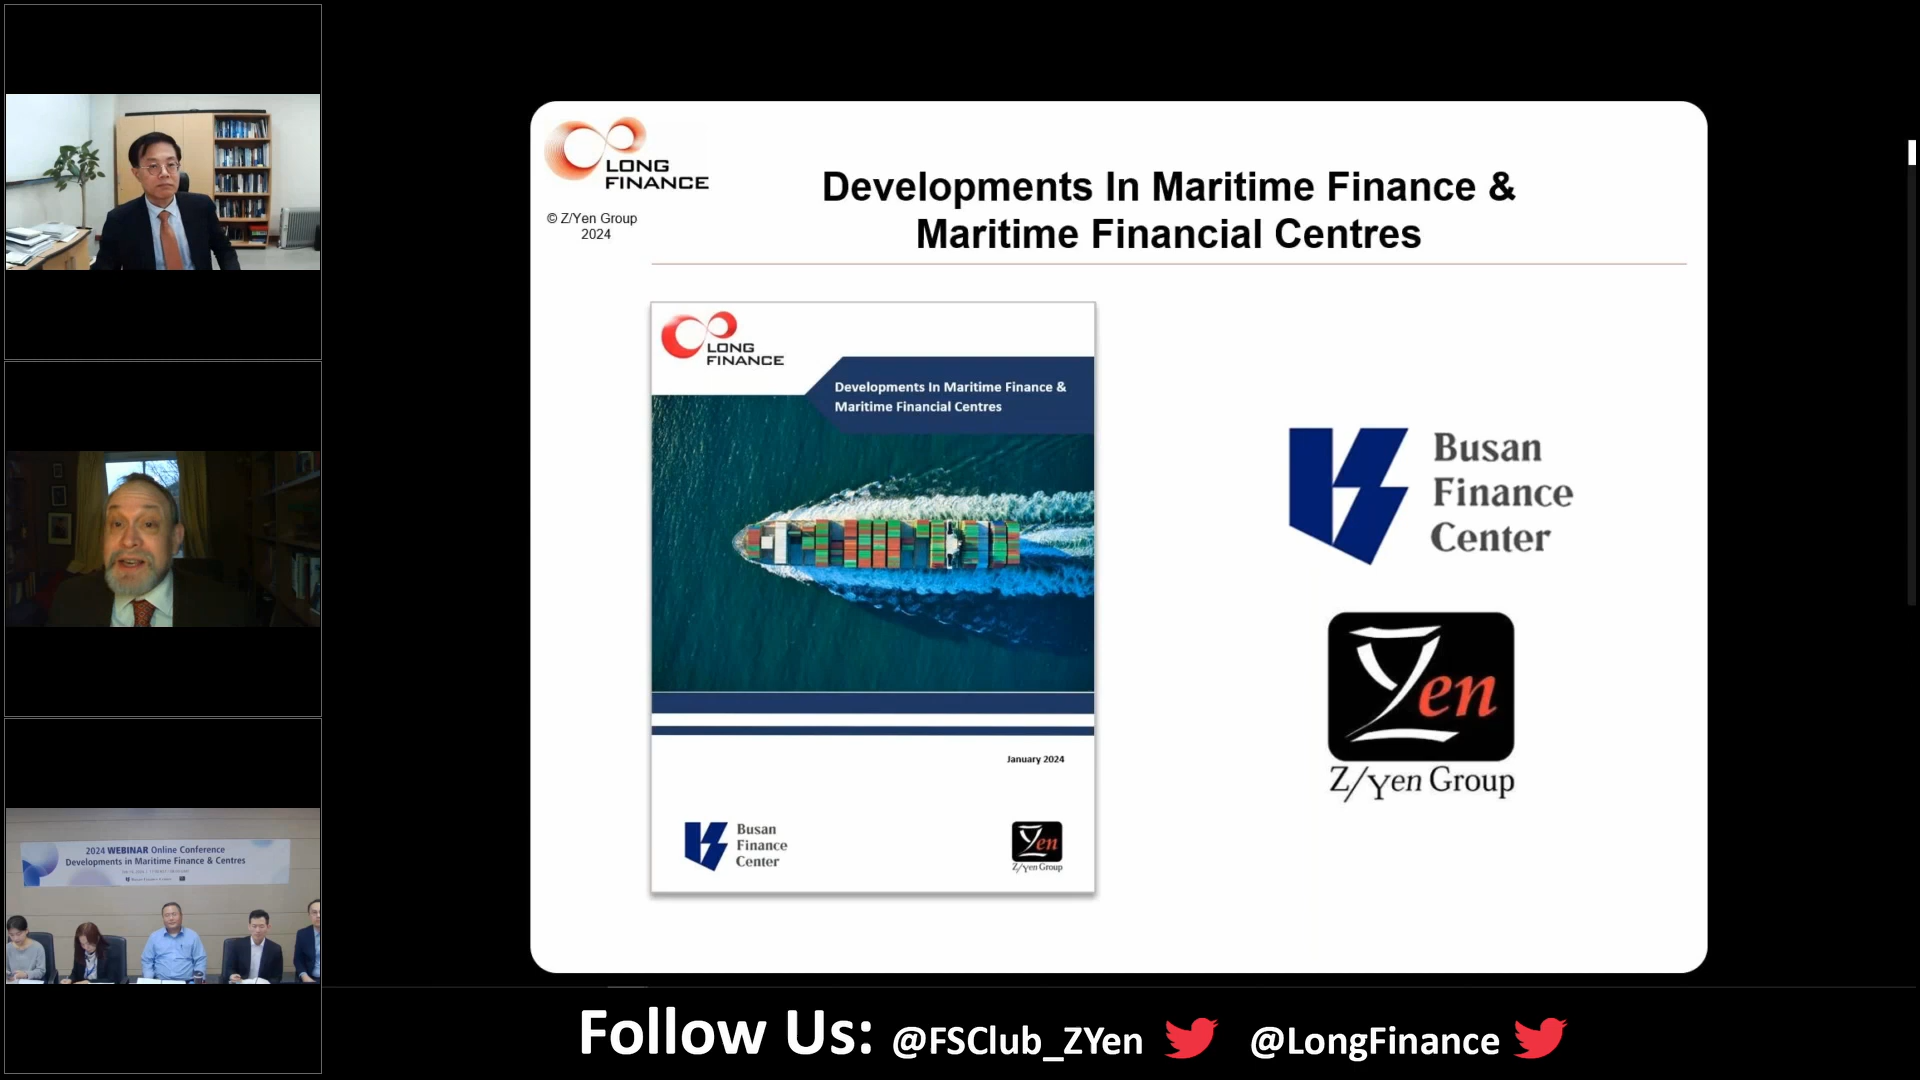 LONG
FINANCE
© Z/Yen Group
2024
Developments In Maritime Finance &
Maritime Financial Centres
LONG
FINANCE
Developments In Maritime Finance &
Maritime Financial Centres
January 2024
Busan
Finance
Center
Yen
Z/Yen Group
Busan
Finance
Center
Yen
Z/Yen Group
2024 WEBINAR Online Conference
Developments in Maritime Finance & Centres
Follow Us: @FSClub_ZYen @LongFinance